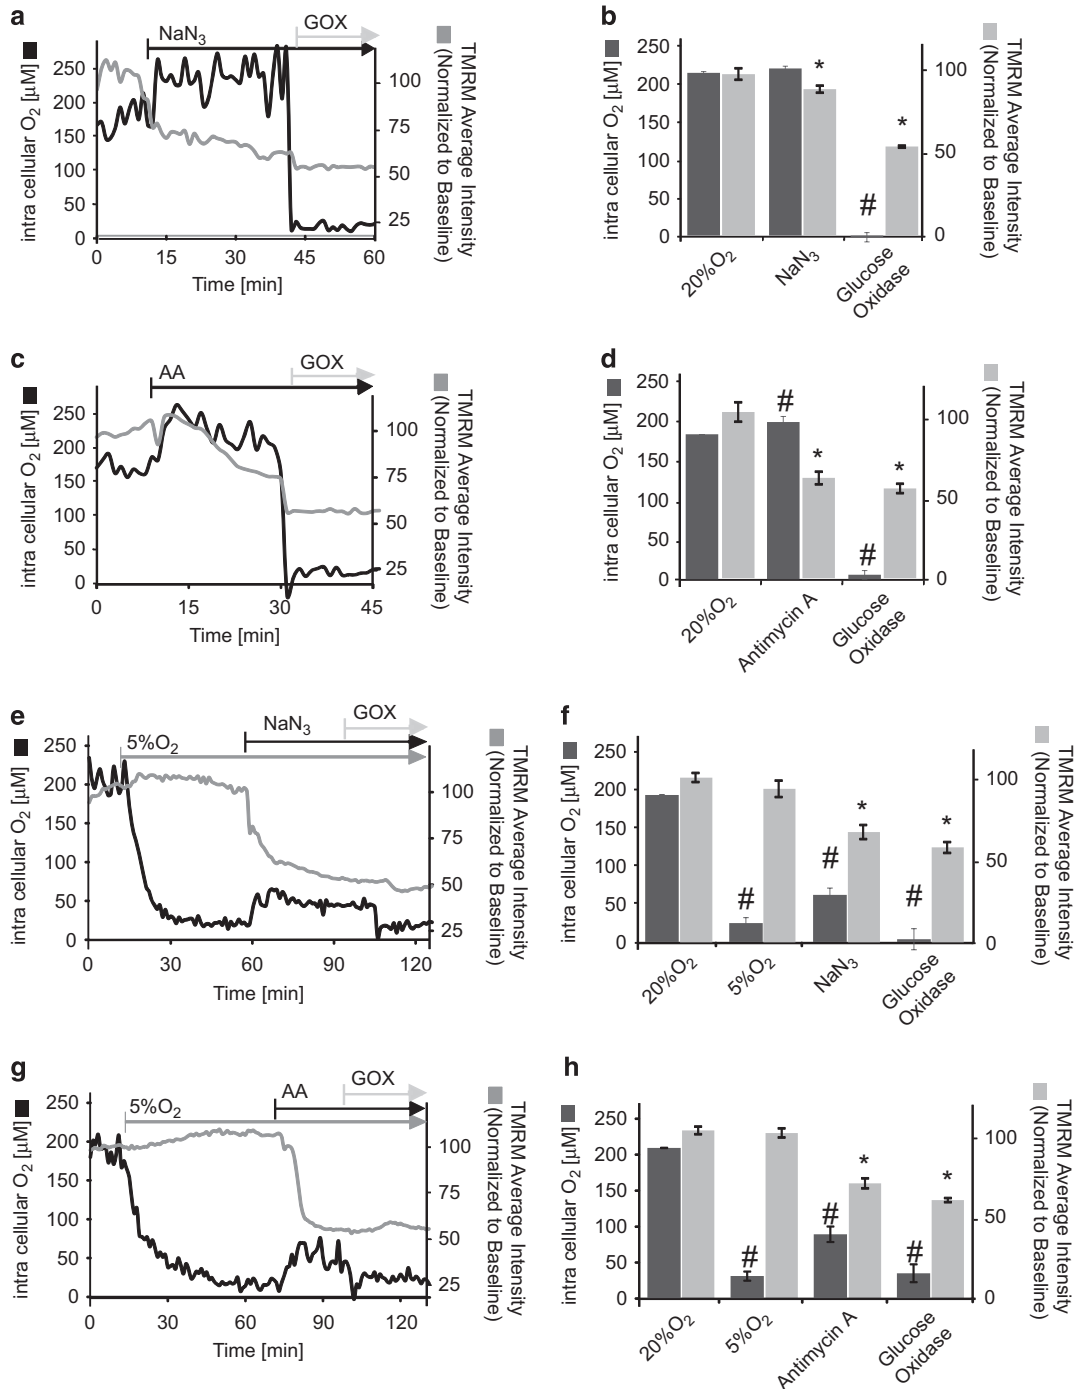 a
NaN3
GOX
intra cellular O2 [µM]
250
200
150
100
50
0
100
75
50
25
TMRM Average Intensity
(Normalized to Baseline)
0 15 30 45 60
Time [min]
b
intra cellular O2 [µM]
250
200
150
100
50
0
*
*
#
100
50
0
TMRM Average Intensity
(Normalized to Baseline)
20%O2
NaN3
Glucose
Oxidase
c
AA
GOX
intra cellular O2 [µM]
250
200
150
100
50
0
100
75
50
25
TMRM Average Intensity
(Normalized to Baseline)
0 15 30 45
Time [min]
d
intra cellular O2 [µM]
250
200
150
100
50
0
#
*
*
#
100
50
0
TMRM Average Intensity
(Normalized to Baseline)
20%O2
Antimycin A
Glucose
Oxidase
e
5%O2
NaN3
GOX
intra cellular O2 [µM]
250
200
150
100
50
0
100
75
50
25
TMRM Average Intensity
(Normalized to Baseline)
0 30 60 90 120
Time [min]
f
intra cellular O2 [µM]
250
200
150
100
50
0
#
#
*
#
*
100
50
0
TMRM Average Intensity
(Normalized to Baseline)
20%O2
5%O2
NaN3
Glucose
Oxidase
g
5%O2
AA
GOX
intra cellular O2 [µM]
250
200
150
100
50
0
100
75
50
25
TMRM Average Intensity
(Normalized to Baseline)
0 30 60 90 120
Time [min]
h
intra cellular O2 [µM]
250
200
150
100
50
0
#
#
*
#
*
100
50
0
TMRM Average Intensity
(Normalized to Baseline)
20%O2
5%O2
Antimycin A
Glucose
Oxidase